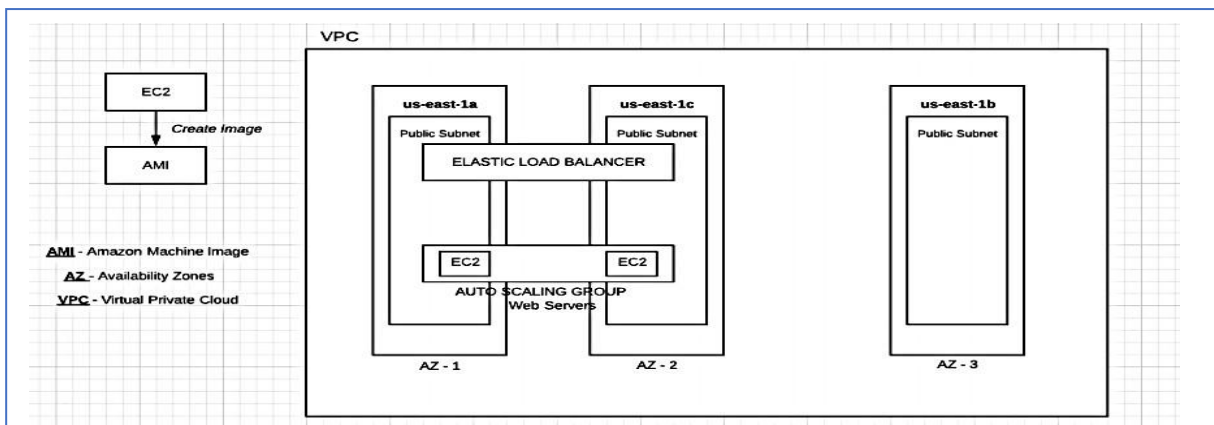 VPC
EC2
Create Image
AMI
AMI - Amazon Machine Image
AZ - Availability Zones
VPC - Virtual Private Cloud
us-east-1a
Public Subnet
us-east-1c
Public Subnet
us-east-1b
Public Subnet
ELASTIC LOAD BALANCER
EC2
EC2
AUTO SCALING GROUP
Web Servers
AZ - 1
AZ - 2
AZ - 3